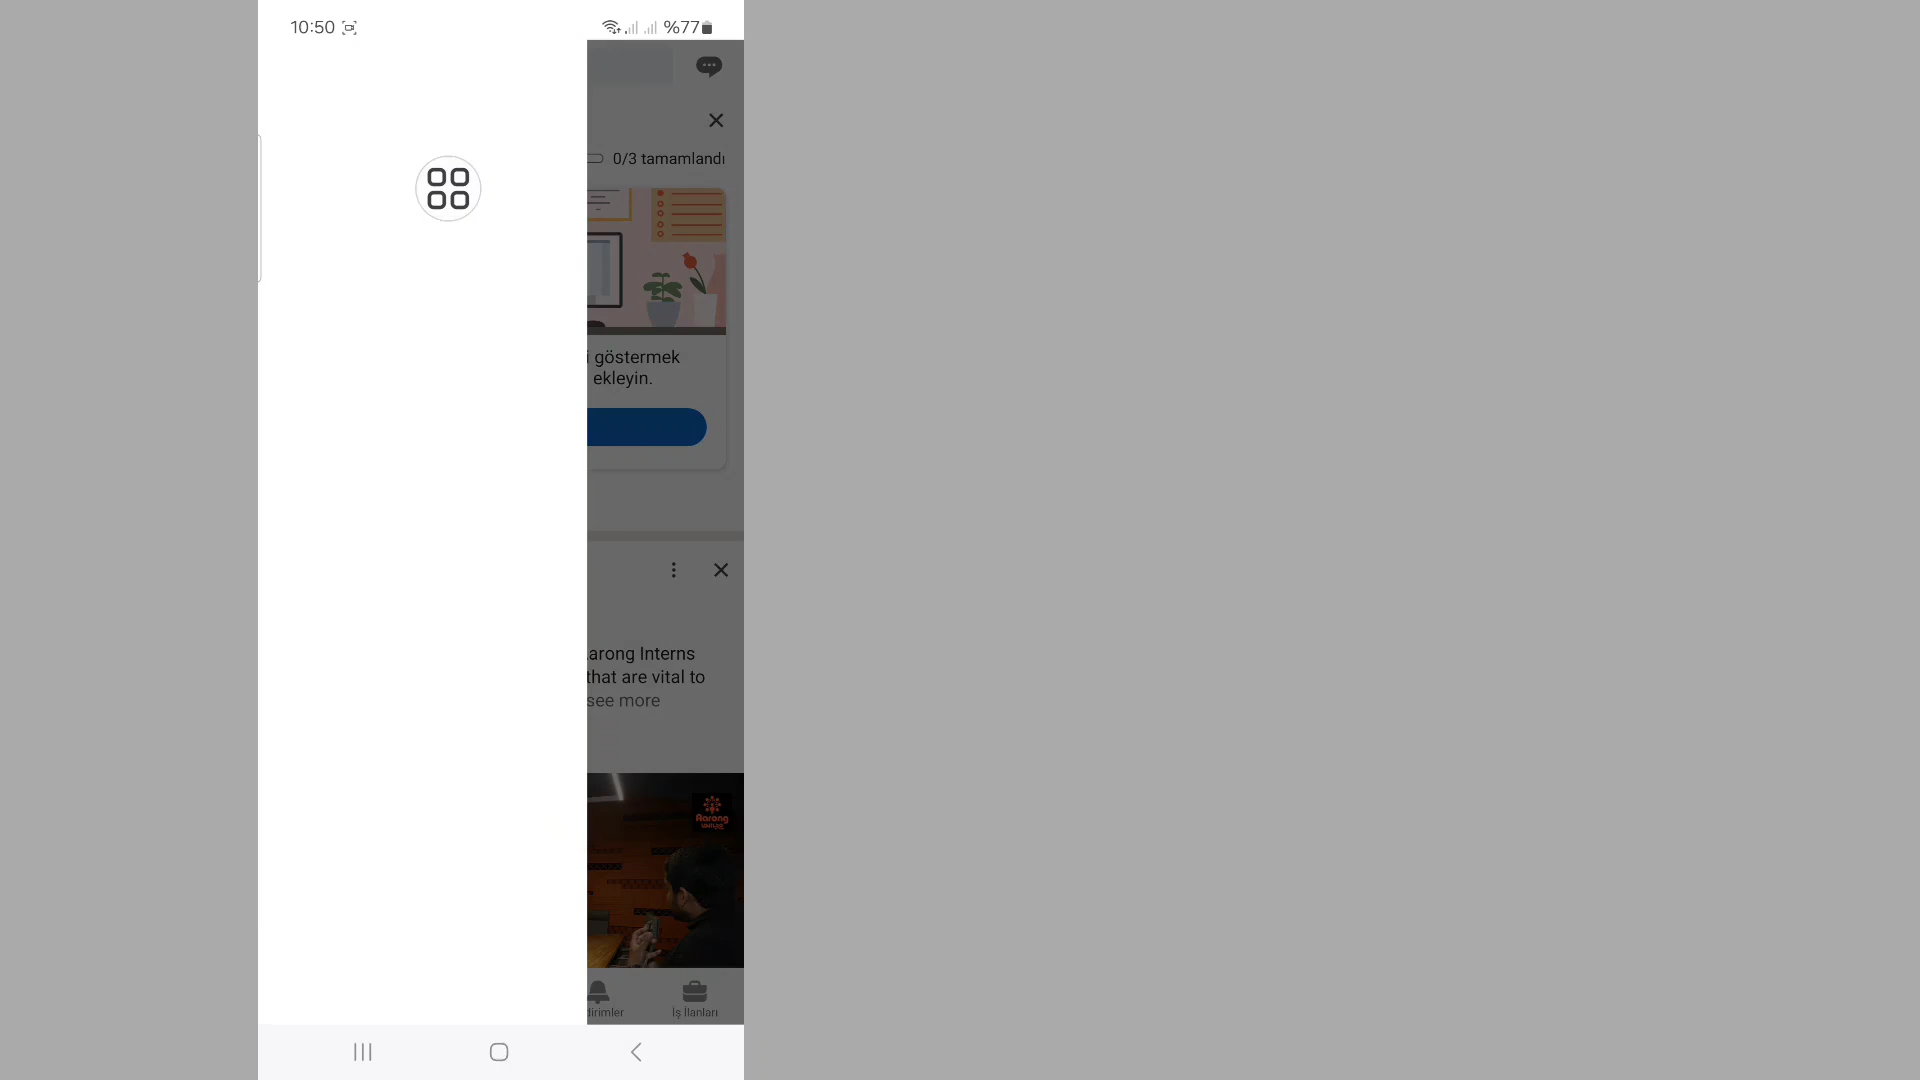 10:50
%77
0/3 tamamlandı
i göstermek
ekleyin.
arong Interns
that are vital to
see more
Aarong
dirimler
İş İlanları